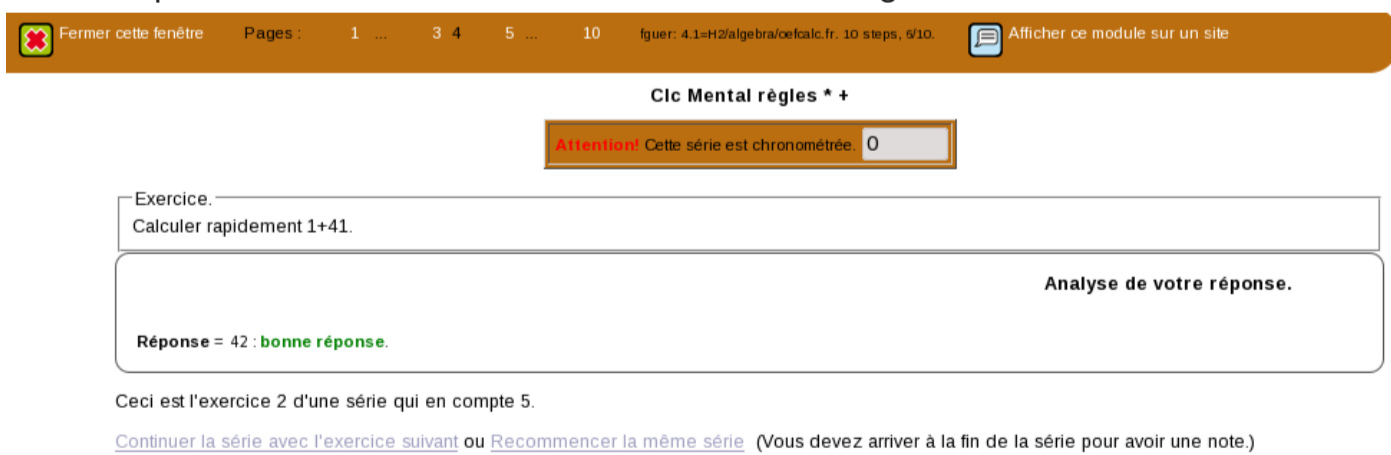 Fermer cette fenêtre Pages : 1 ... 3 4 5 ... 10 fguer: 4.1=H2/algebra/oefcalc.fr. 10 steps, 6/10. Afficher ce module sur un site
Clc Mental règles * +
Attention! Cette série est chronométrée. 0
Exercice.
Calculer rapidement 1+41.
Analyse de votre réponse.
Réponse = 42 : bonne réponse.
Ceci est l'exercice 2 d'une série qui en compte 5.
Continuer la série avec l'exercice suivant ou Recommencer la même série (Vous devez arriver à la fin de la série pour avoir une note.)